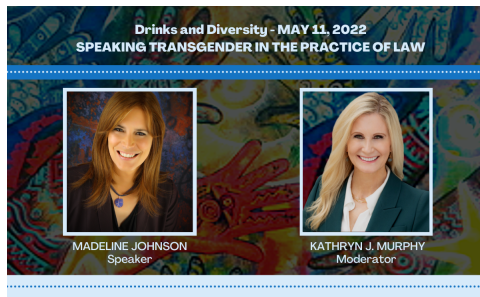 Drinks and Diversity - MAY 11, 2022
SPEAKING TRANSGENDER IN THE PRACTICE OF LAW
MADELINE JOHNSON
Speaker
KATHRYN J. MURPHY
Moderator